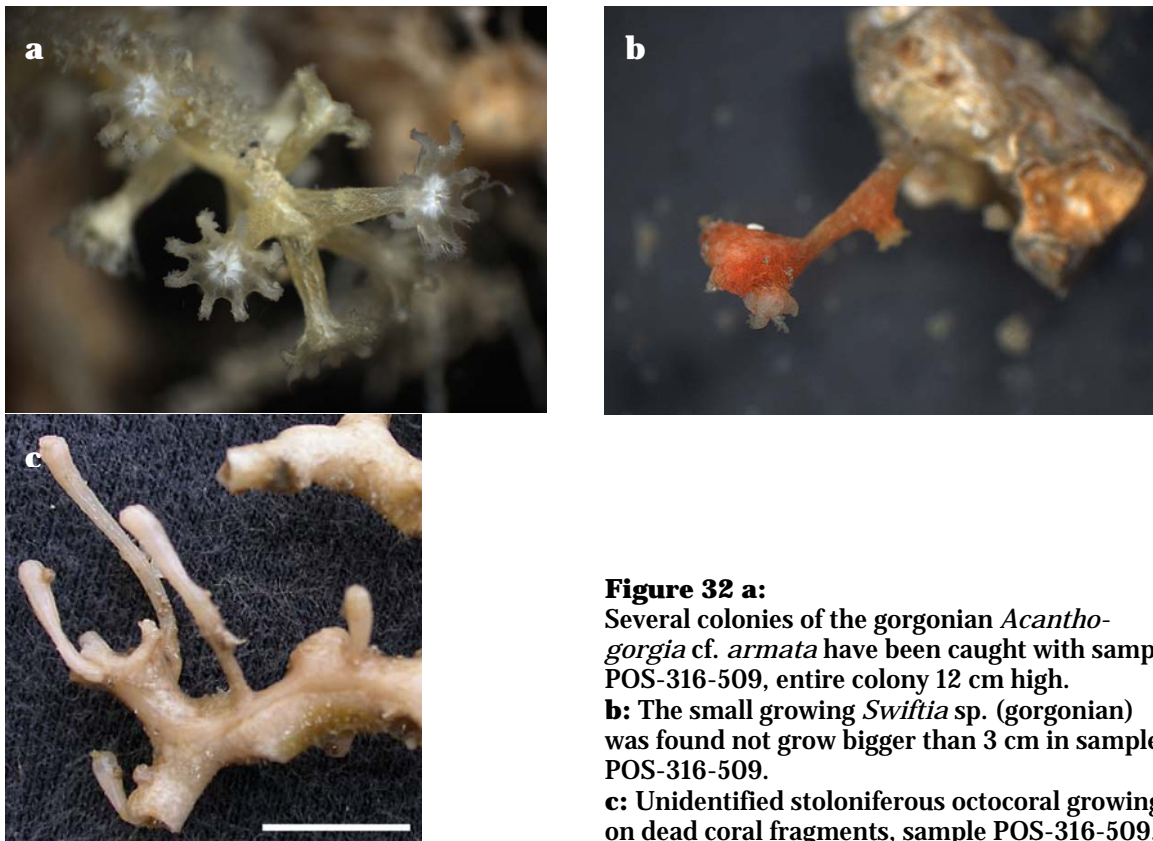 a
b
c
Figure 32 a:
Several colonies of the gorgonian Acantho-
gorgia cf. armata have been caught with samp
POS-316-509, entire colony 12 cm high.
b: The small growing Swiftia sp. (gorgonian)
was found not grow bigger than 3 cm in sample
POS-316-509.
c: Unidentified stoloniferous octocoral growing
on dead coral fragments, sample POS-316-509.